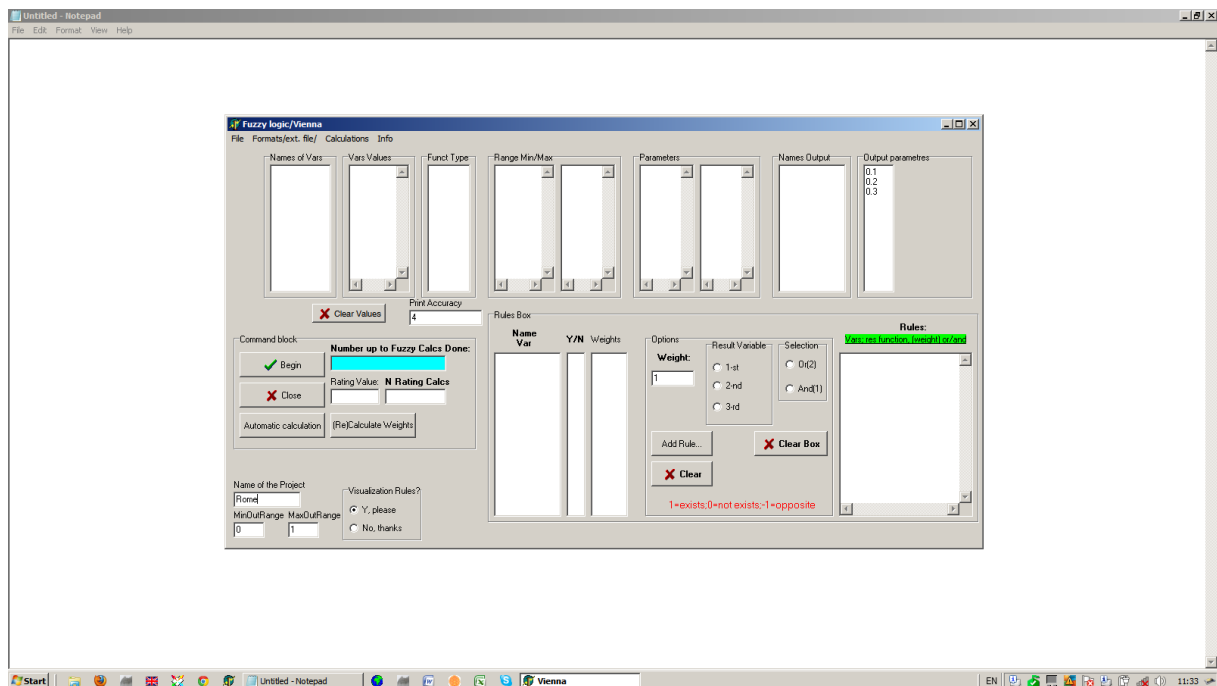 Untitled - Notepad
File Edit Format View Help
Fuzzy logic/Vienna
File Formats/ext. file/ Calculations Info
Names of Vars Vars Values Funct Type Range Min/Max Parameters Names Output Output parametres
0.1
0.2
0.3
Clear Values
Print Accuracy
4
Rules Box
Command block
Number up to Fuzzy Calcs Done:
Begin
Rating Value: N Rating Calcs
Close
Automatic calculation (Re)Calculate Weights
Name Var
Y/N Weights
Options
Weight:
1
Result Variable
1-st
2-nd
3-rd
Selection
Or(2)
And(1)
Add Rule...
Clear Box
Clear
1=exists;0=not exists;-1=opposite
Rules:
Vars; res function, (weight) or/and
Name of the Project
Rome
MinOutRange MaxOutRange
0 1
Visualization Rules?
Y, please
No, thanks
Start Untitled - Notepad Vienna EN 11:33